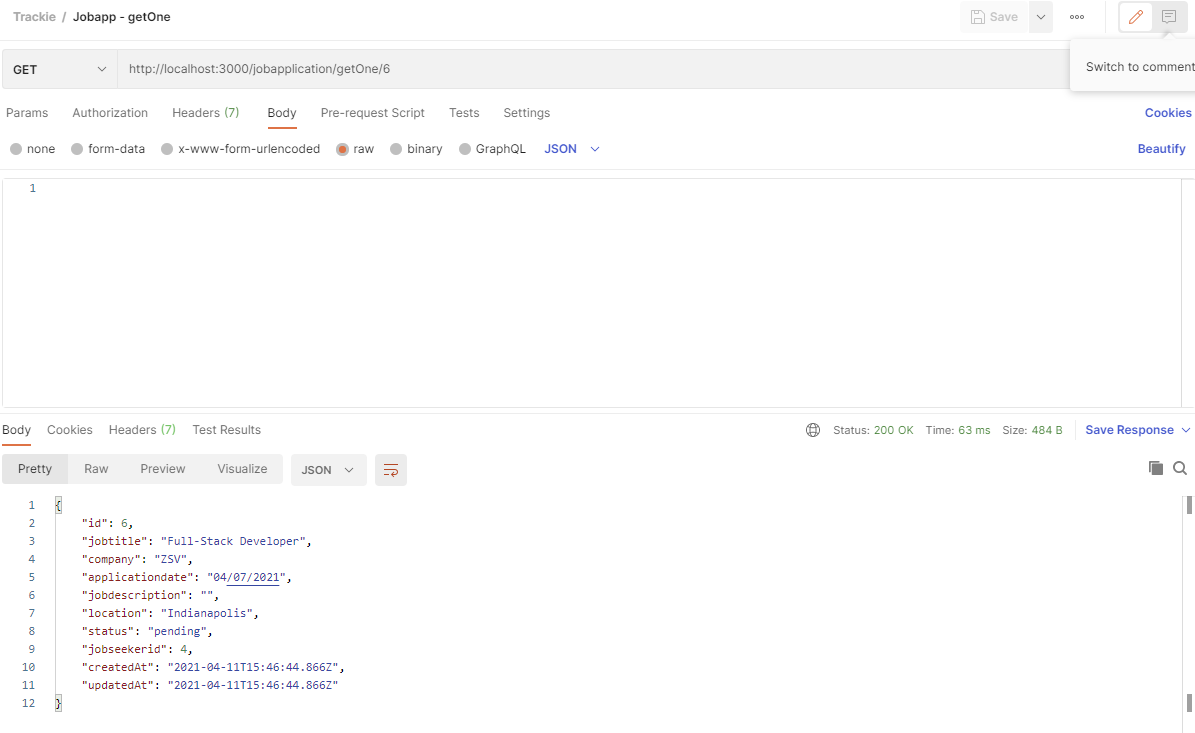 Trackie / Jobapp - getOne
Save
Switch to comment
GET http://localhost:3000/jobapplication/getOne/6
Params Authorization Headers (7) Body Pre-request Script Tests Settings Cookies
none form-data x-www-form-urlencoded raw binary GraphQL JSON Beautify
1
Body Cookies Headers (7) Test Results Status: 200 OK Time: 63 ms Size: 484 B Save Response
Pretty Raw Preview Visualize JSON
1 {
2 "id": 6,
3 "jobtitle": "Full-Stack Developer",
4 "company": "ZSV",
5 "applicationdate": "04/07/2021",
6 "jobdescription": "",
7 "location": "Indianapolis",
8 "status": "pending",
9 "jobseekerid": 4,
10 "createdAt": "2021-04-11T15:46:44.866Z",
11 "updatedAt": "2021-04-11T15:46:44.866Z"
12 }